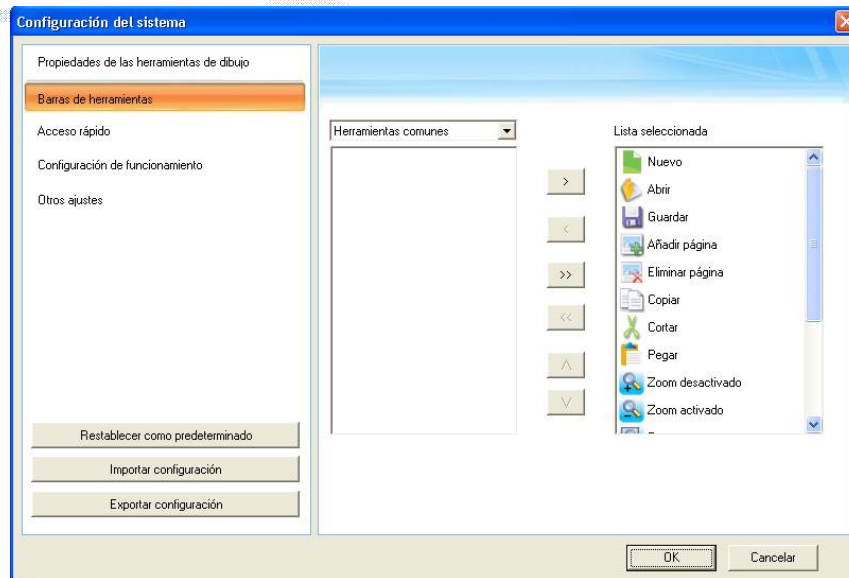 Configuración del sistema
Propiedades de las herramientas de dibujo
Barras de herramientas
Acceso rápido
Configuración de funcionamiento
Otros ajustes
Restablecer como predeterminado
Importar configuración
Exportar configuración
Herramientas comunes
>
<
>>
<<
Lista seleccionada
Nuevo
Abrir
Guardar
Añadir página
Eliminar página
Copiar
Cortar
Pegar
Zoom desactivado
Zoom activado
OK
Cancelar